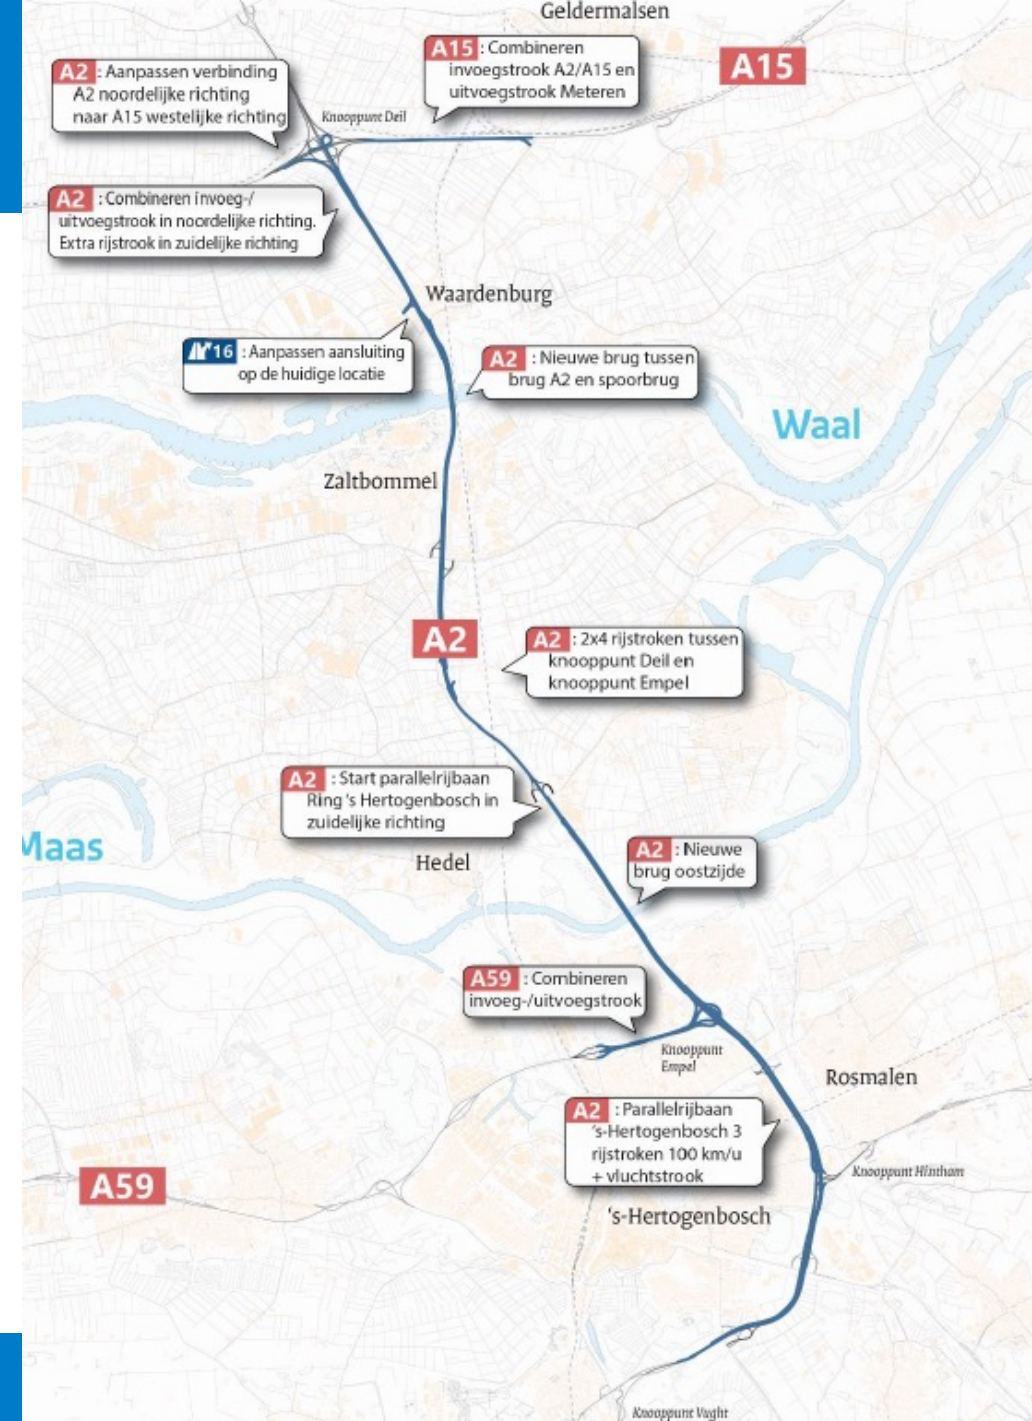 Geldermalsen
A2 : Aanpassen verbinding
A2 noordelijke richting
naar A15 westelijke richting
A15 : Combineren
invoegstrook A2/A15 en
uitvoegstrook Meteren
A15
Knooppunt Deil
A2 : Combineren invoeg-/
uitvoegstrook in noordelijke richting.
Extra rijstrook in zuidelijke richting
Waardenburg
16 : Aanpassen aansluiting
op de huidige locatie
A2 : Nieuwe brug tussen
brug A2 en spoorbrug
Waal
Zaltbommel
A2
A2 : 2x4 rijstroken tussen
knooppunt Deil en
knooppunt Empel
A2 : Start parallelrijbaan
Ring 's Hertogenbosch in
zuidelijke richting
Maas
Hedel
A2 : Nieuwe
brug oostzijde
A59 : Combineren
invoeg-/uitvoegstrook
Knooppunt
Empel
Rosmalen
A2 : Parallelrijbaan
's-Hertogenbosch 3
rijstroken 100 km/u
+ vluchtstrook
Knooppunt Hintham
A59
's-Hertogenbosch
Knooppunt Vught